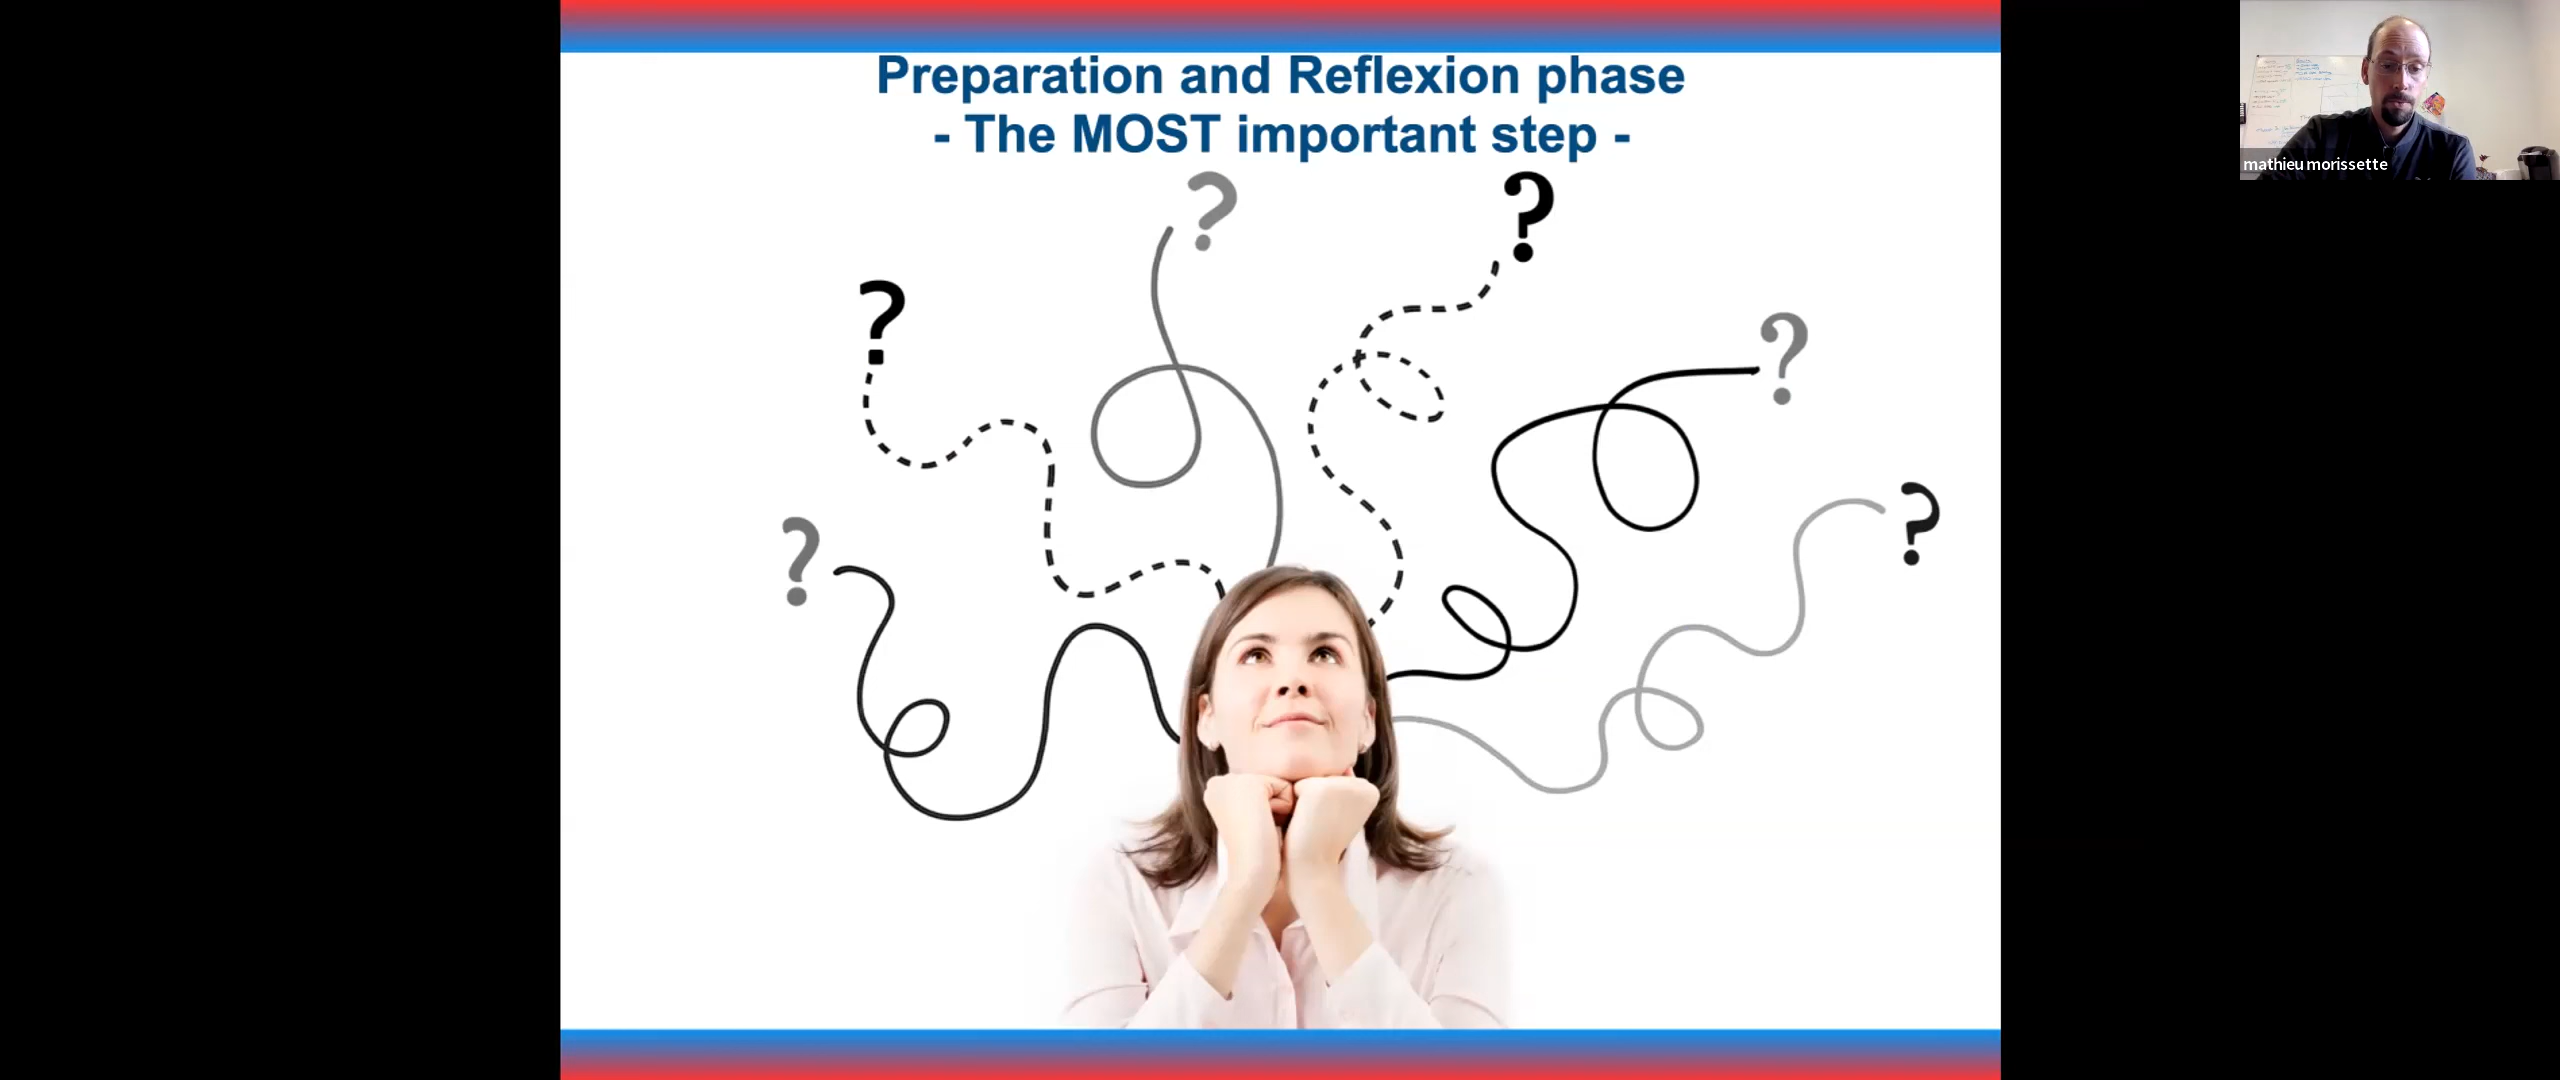 Preparation and Reflexion phase
- The MOST important step -
?
?
?
?
?
?
mathieu morissette